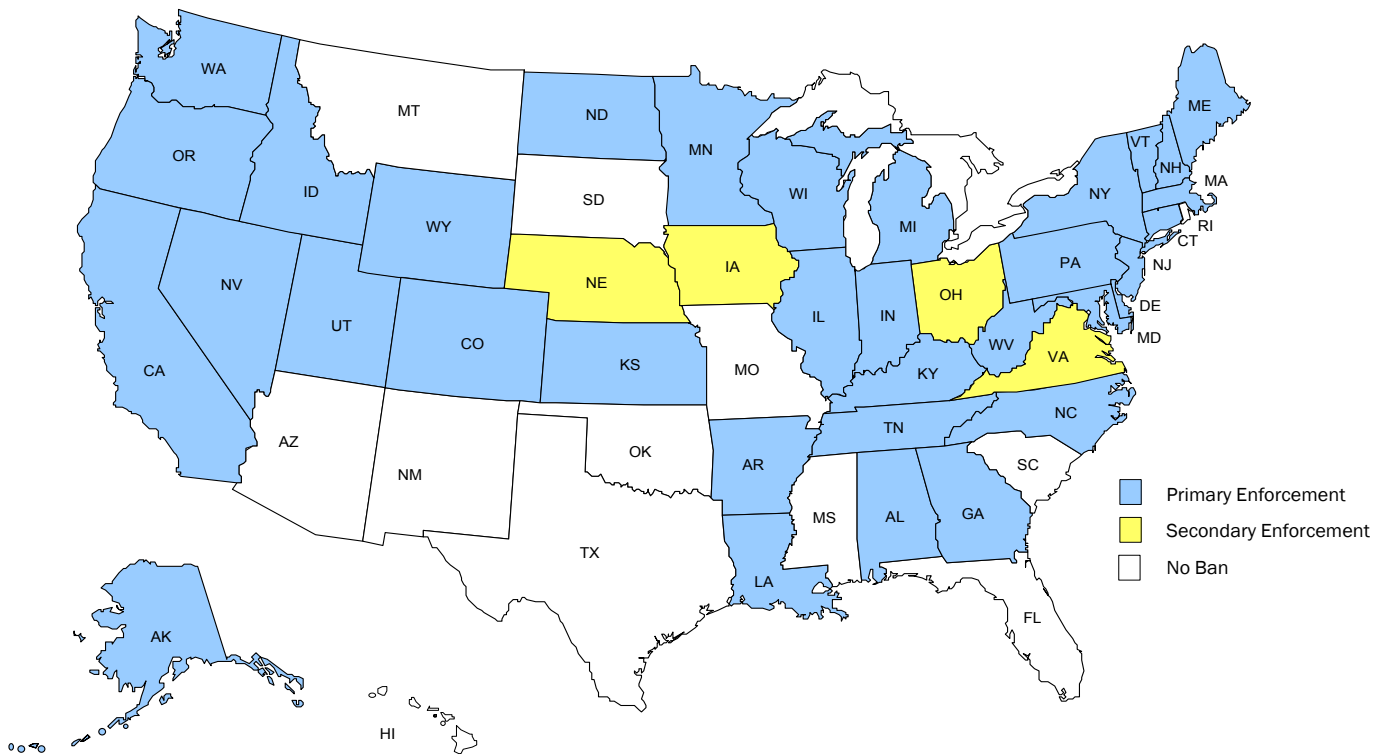 WA
ME
MT
ND
VT
MN
OR
NH
MA
ID
SD
WI
NY
RI
MI
WY
CT
PA
NJ
IA
NE
NV
OH
DE
IL
IN
UT
MD
WV
CO
VA
KS
MO
KY
CA
NC
TN
AZ
OK
NM
AR
SC
Primary Enforcement
MS
AL
GA
Secondary Enforcement
TX
No Ban
LA
FL
AK
HI